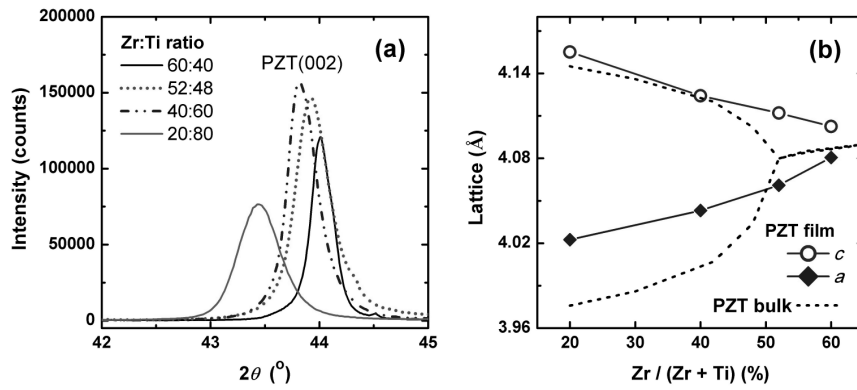 Zr:Ti ratio
60:40
52:48
40:60
20:80
PZT(002)
(a)
200000
150000
100000
50000
0
Intensity (counts)
42 43 44 45
2θ (°)
(b)
4.14
4.08
4.02
3.96
Lattice (Å)
PZT film
c
a
PZT bulk
20 30 40 50 60
Zr / (Zr + Ti) (%)